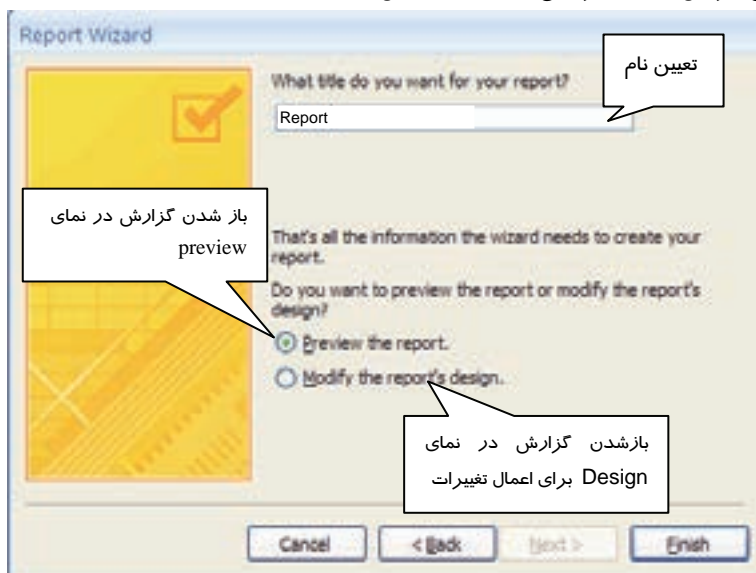 Report Wizard
What title do you want for your report?
تعیین نام
Report
باز شدن گزارش در نمای
preview
That's all the information the wizard needs to create your
report.
Do you want to preview the report or modify the report's
design?
Preview the report.
Modify the report's design.
بازشدن گزارش در نمای
Design برای اعمال تغییرات
Cancel
< Back
Next >
Finish